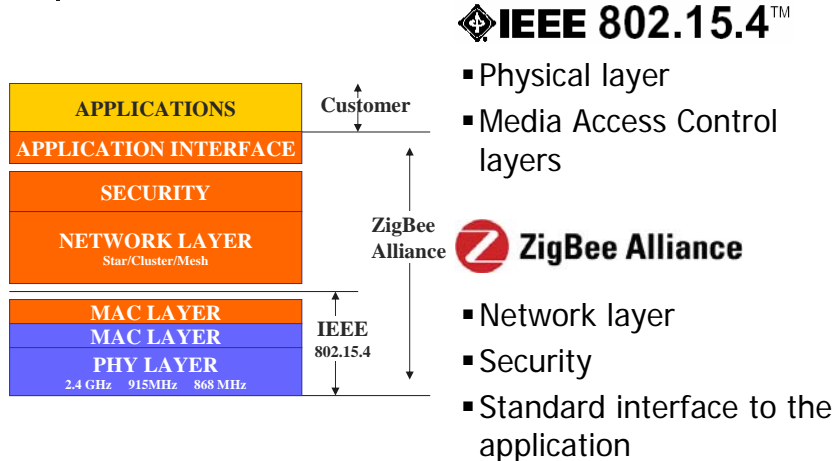 APPLICATIONS
Customer
APPLICATION INTERFACE
SECURITY
NETWORK LAYER
Star/Cluster/Mesh
ZigBee
Alliance
MAC LAYER
MAC LAYER
PHY LAYER
2.4 GHz 915MHz 868 MHz
IEEE
802.15.4
IEEE 802.15.4™
▪ Physical layer
▪ Media Access Control
layers
ZigBee Alliance
▪ Network layer
▪ Security
▪ Standard interface to the
application